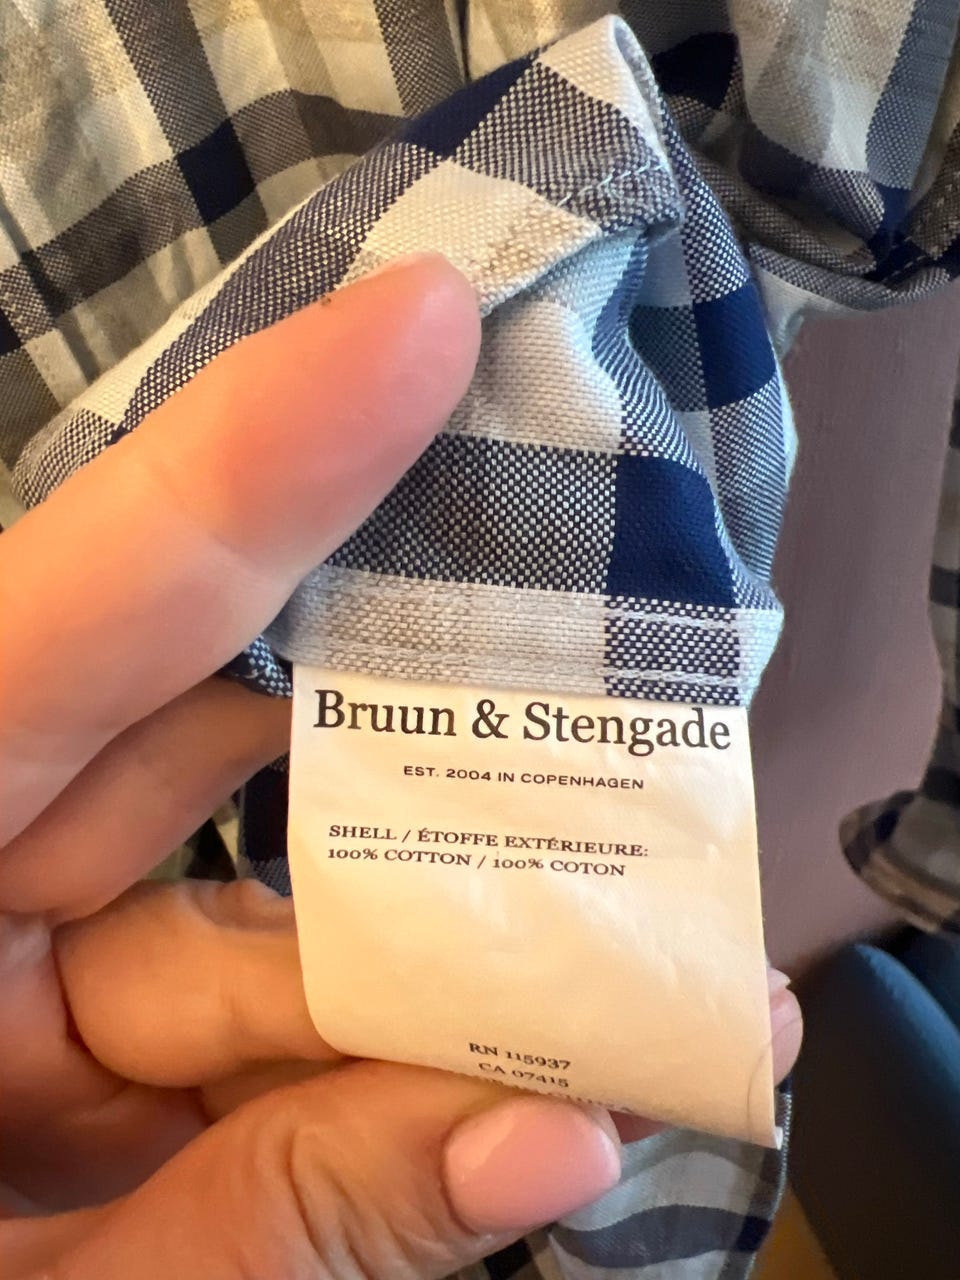 Bruun & Stengade
EST. 2004 IN COPENHAGEN
SHELL / ÉTOFFE EXTÉRIEURE:
100% COTTON / 100% COTON
RN 115937
CA 07415